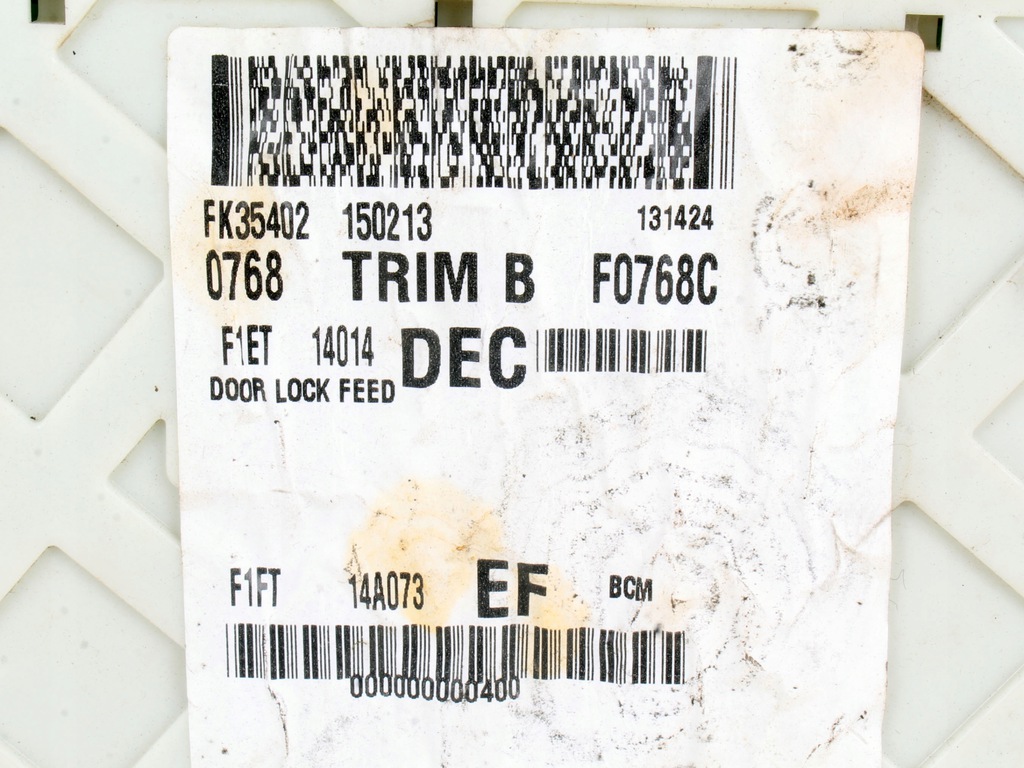 FK35402 150213 131424
0768 TRIM B F0768C
F1ET 14014 DEC
DOOR LOCK FEED
F1FT 14A073 EF BCM
000000000400